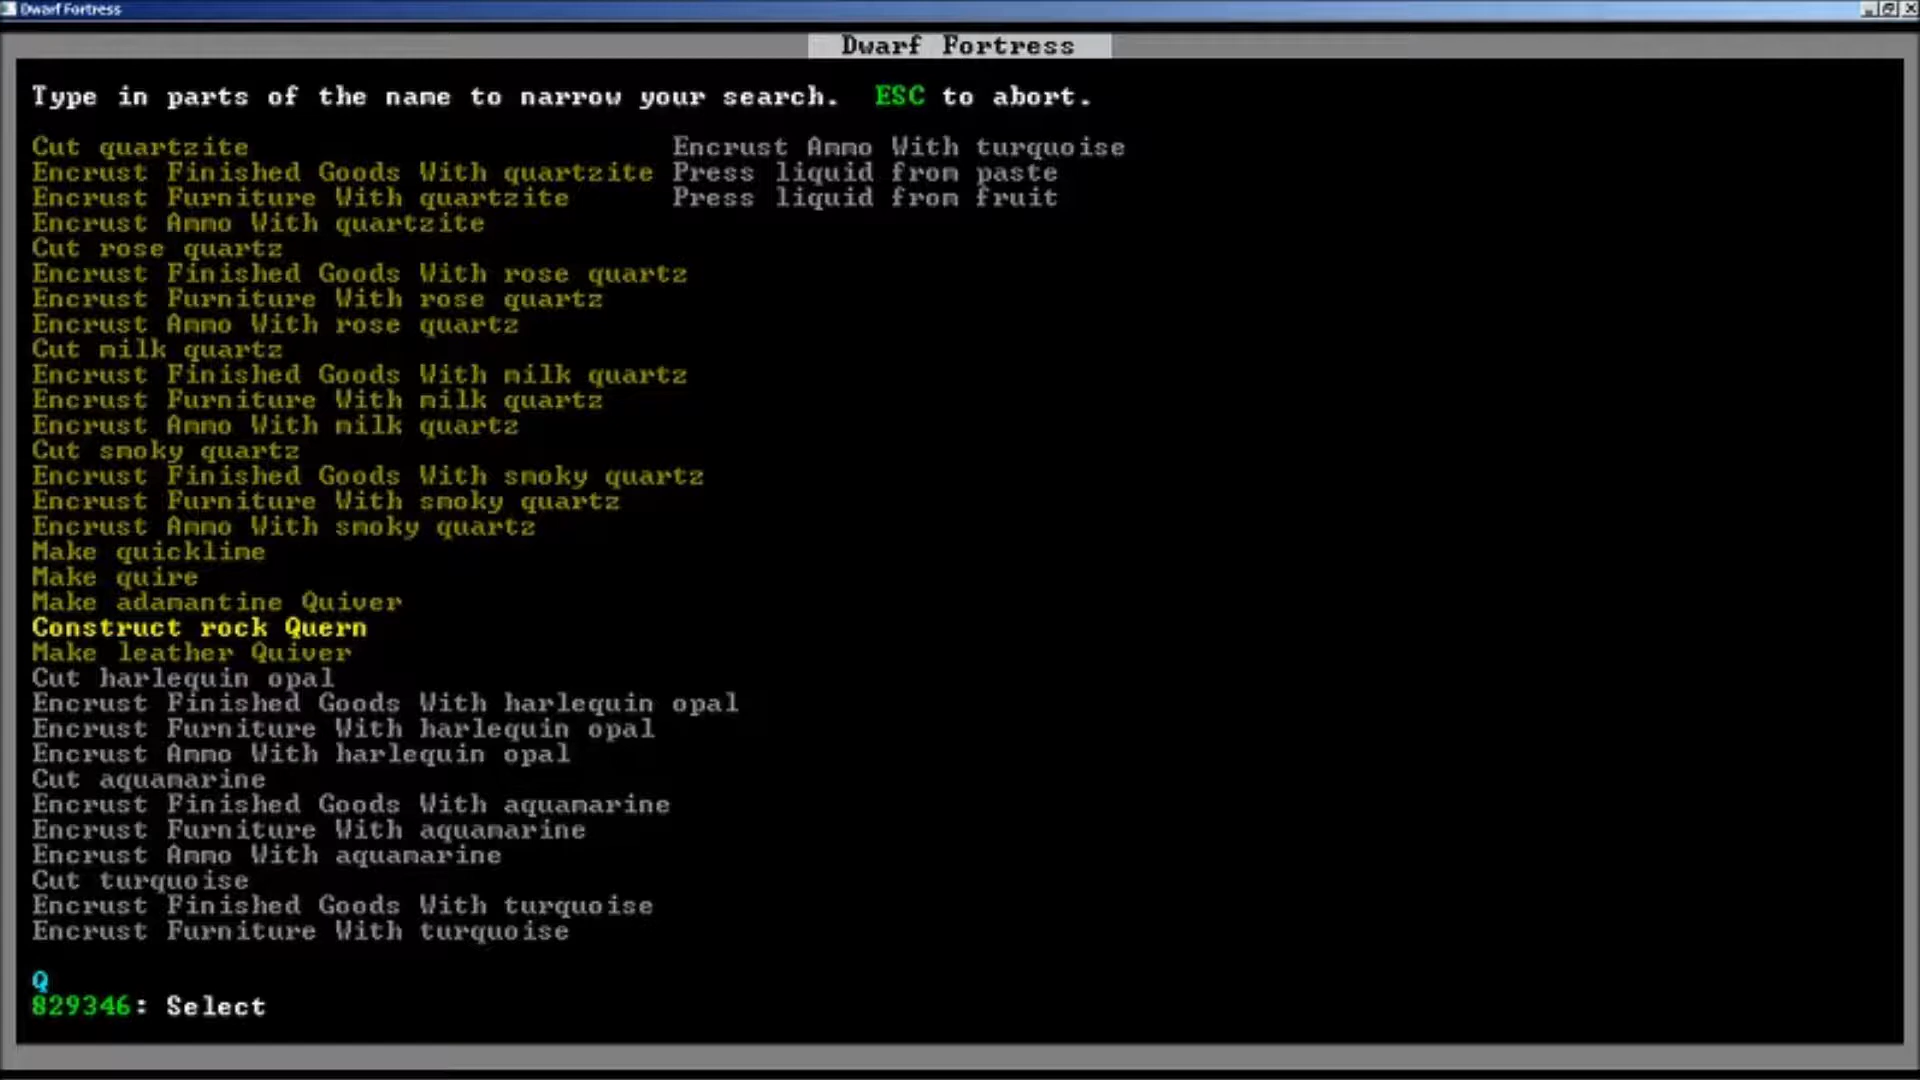 Dwarf Fortress
Dwarf Fortress
Type in parts of the name to narrow your search. ESC to abort.
Cut quartzite
Encrust Finished Goods With quartzite
Encrust Furniture With quartzite
Encrust Ammo With quartzite
Cut rose quartz
Encrust Finished Goods With rose quartz
Encrust Furniture With rose quartz
Encrust Ammo With rose quartz
Cut milk quartz
Encrust Finished Goods With milk quartz
Encrust Furniture With milk quartz
Encrust Ammo With milk quartz
Cut smoky quartz
Encrust Finished Goods With smoky quartz
Encrust Furniture With smoky quartz
Encrust Ammo With smoky quartz
Make quicklime
Make quire
Make adamantine Quiver
Construct rock Quern
Make leather Quiver
Cut harlequin opal
Encrust Finished Goods With harlequin opal
Encrust Furniture With harlequin opal
Encrust Ammo With harlequin opal
Cut aquamarine
Encrust Finished Goods With aquamarine
Encrust Furniture With aquamarine
Encrust Ammo With aquamarine
Cut turquoise
Encrust Finished Goods With turquoise
Encrust Furniture With turquoise
Encrust Ammo With turquoise
Press liquid from paste
Press liquid from fruit
Q
829346: Select